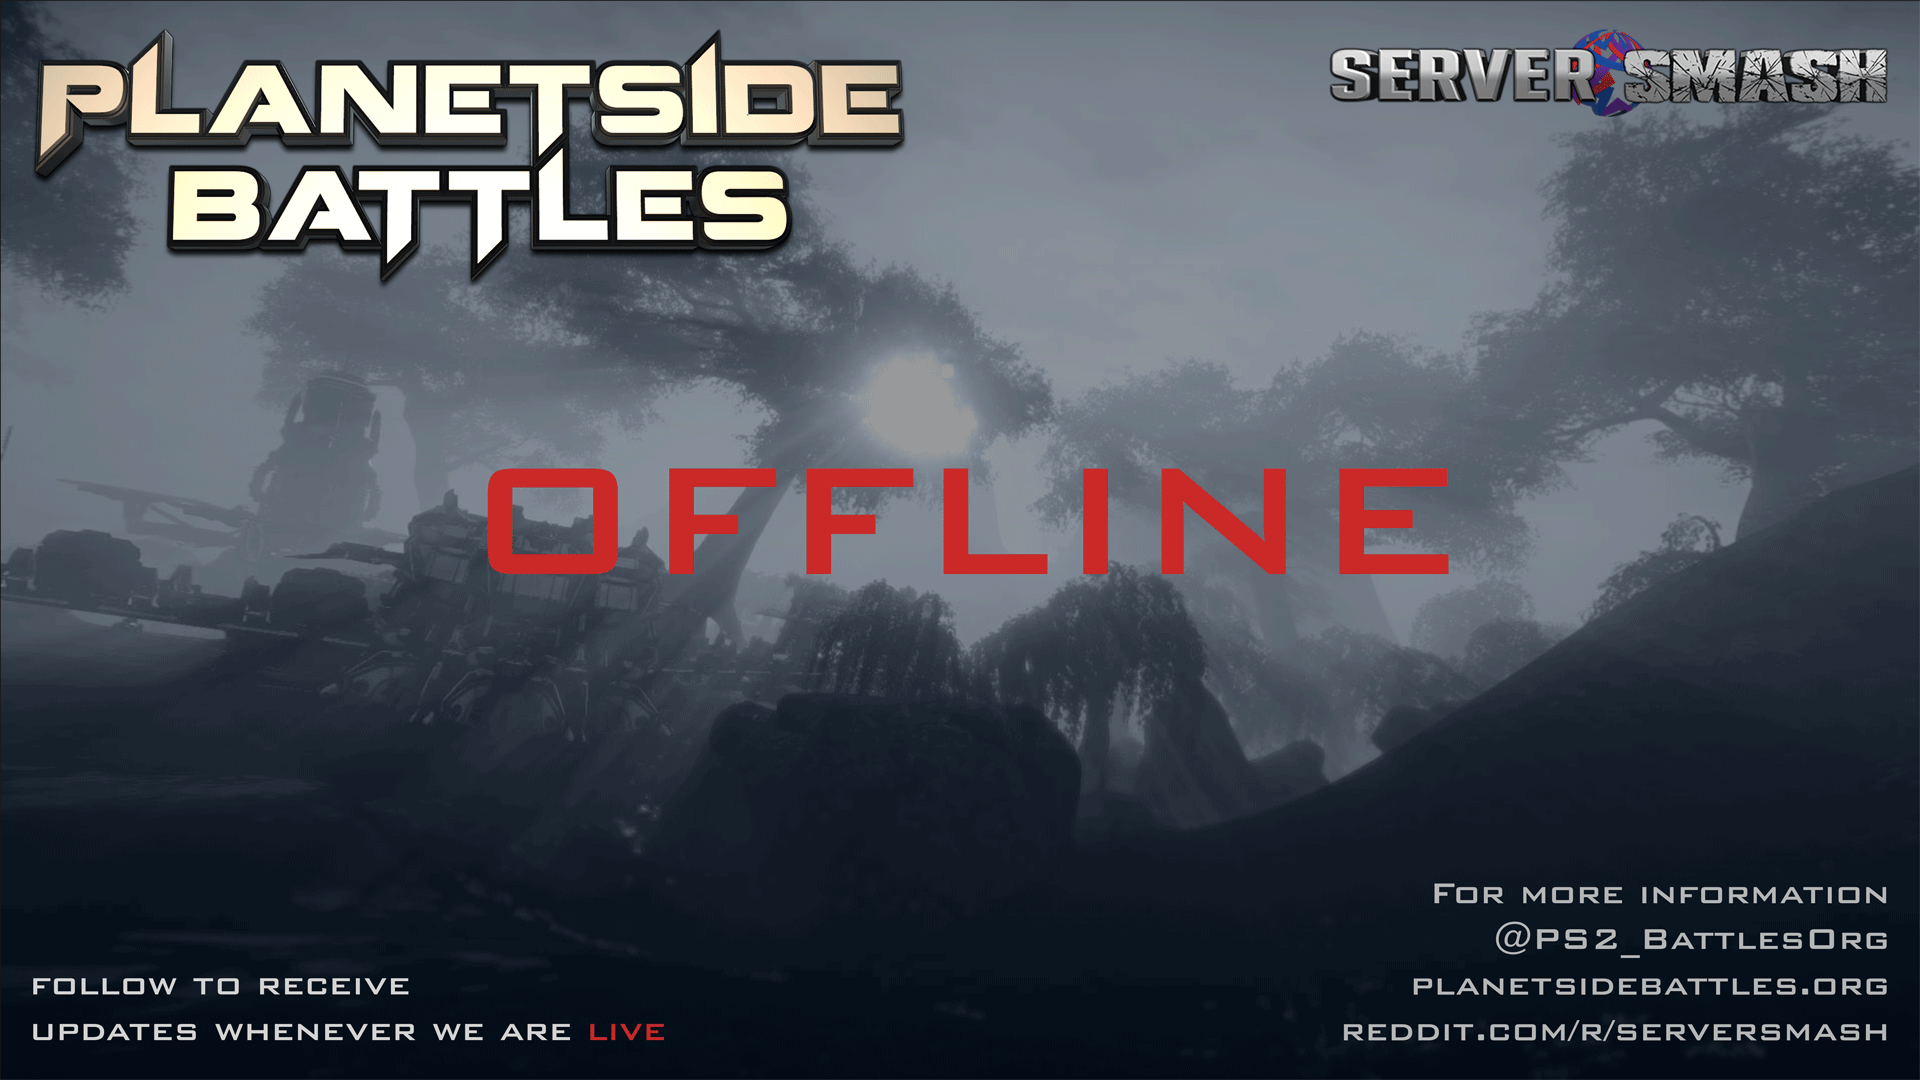 PLANETSIDE
BATTLES
SERVER SMASH
OFFLINE
FOLLOW TO RECEIVE
UPDATES WHENEVER WE ARE LIVE
FOR MORE INFORMATION
@PS2_BATTLESORG
PLANETSIDEBATTLES.ORG
REDDIT.COM/R/SERVERSMASH